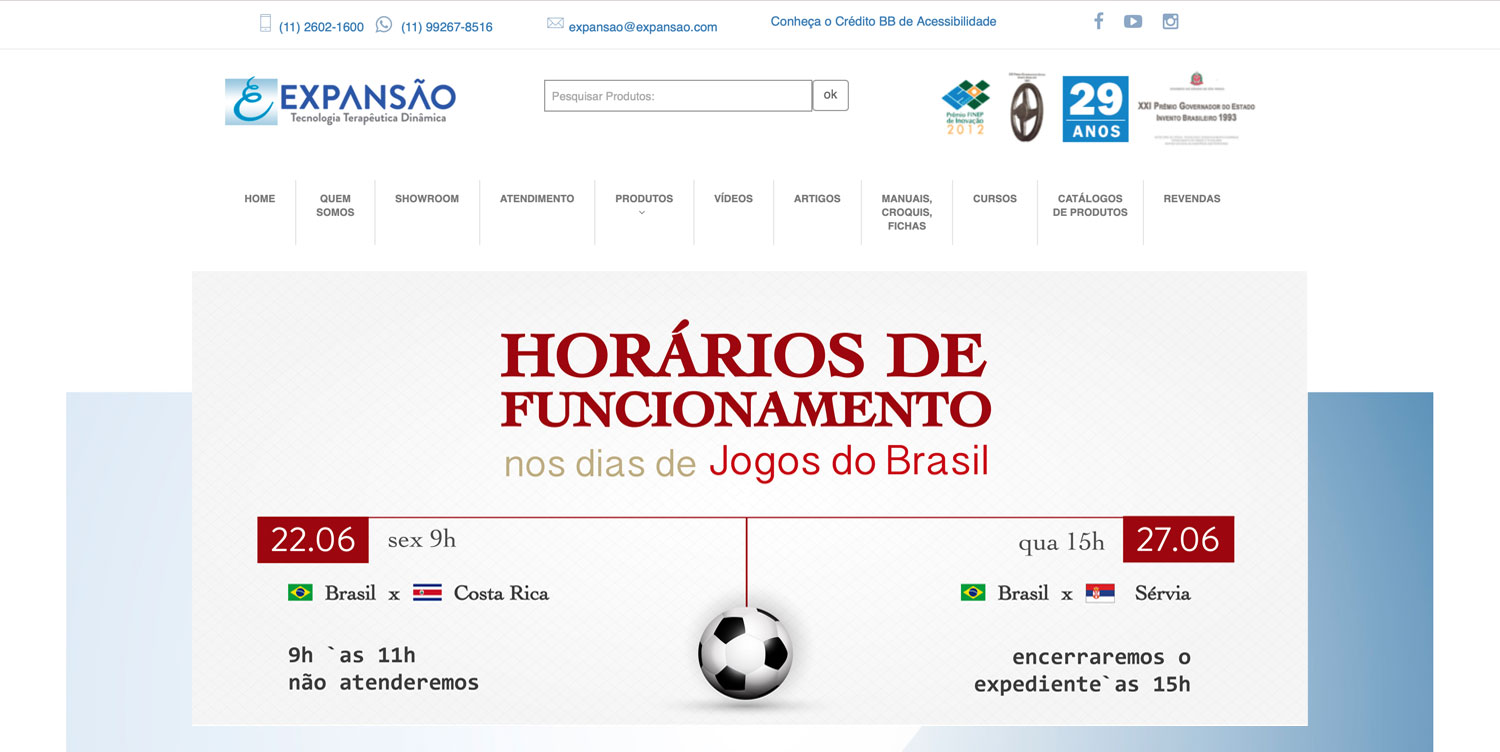 (11) 2602-1600
(11) 99267-8516
expansao@expansao.com
Conheça o Crédito BB de Acessibilidade
EXPANSÃO
Tecnologia Terapêutica Dinâmica
Pesquisar Produtos:
ok
Prêmio FINEP
de Inovação
2012
29
ANOS
XXI Prêmio Governador do Estado
Invento Brasileiro 1993
HOME
QUEM
SOMOS
SHOWROOM
ATENDIMENTO
PRODUTOS
VÍDEOS
ARTIGOS
MANUAIS,
CROQUIS,
FICHAS
CURSOS
CATÁLOGOS
DE PRODUTOS
REVENDAS
HORÁRIOS DE
FUNCIONAMENTO
nos dias de Jogos do Brasil
22.06 sex 9h
Brasil x Costa Rica
9h `as 11h
não atenderemos
qua 15h 27.06
Brasil x Sérvia
encerraremos o
expediente`as 15h